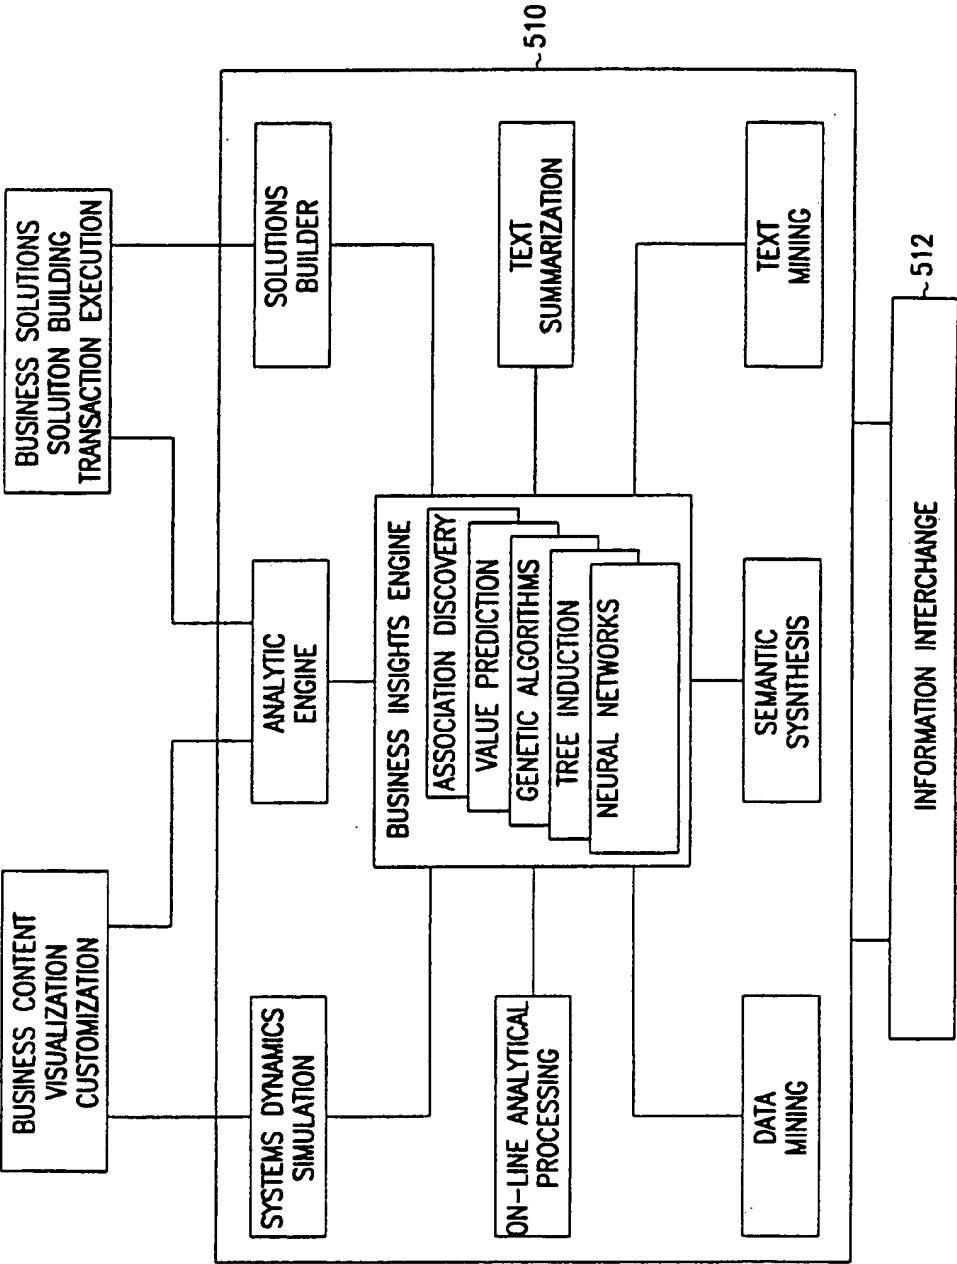 BUSINESS CONTENT
VISUALIZATION
CUSTOMIZATION
BUSINESS SOLUTIONS
SOLUITON BUILDING
TRANSACTION EXECUTION
510
SYSTEMS DYNAMICS
SIMULATION
ANALYTIC
ENGINE
SOLUTIONS
BUILDER
BUSINESS INSIGHTS ENGINE
ASSOCIATION DISCOVERY
VALUE PREDICTION
GENETIC ALGORITHMS
TREE INDUCTION
NEURAL NETWORKS
ON-LINE ANALYTICAL
PROCESSING
TEXT
SUMMARIZATION
DATA
MINING
SEMANTIC
SYSNTHESIS
TEXT
MINING
INFORMATION INTERCHANGE
512